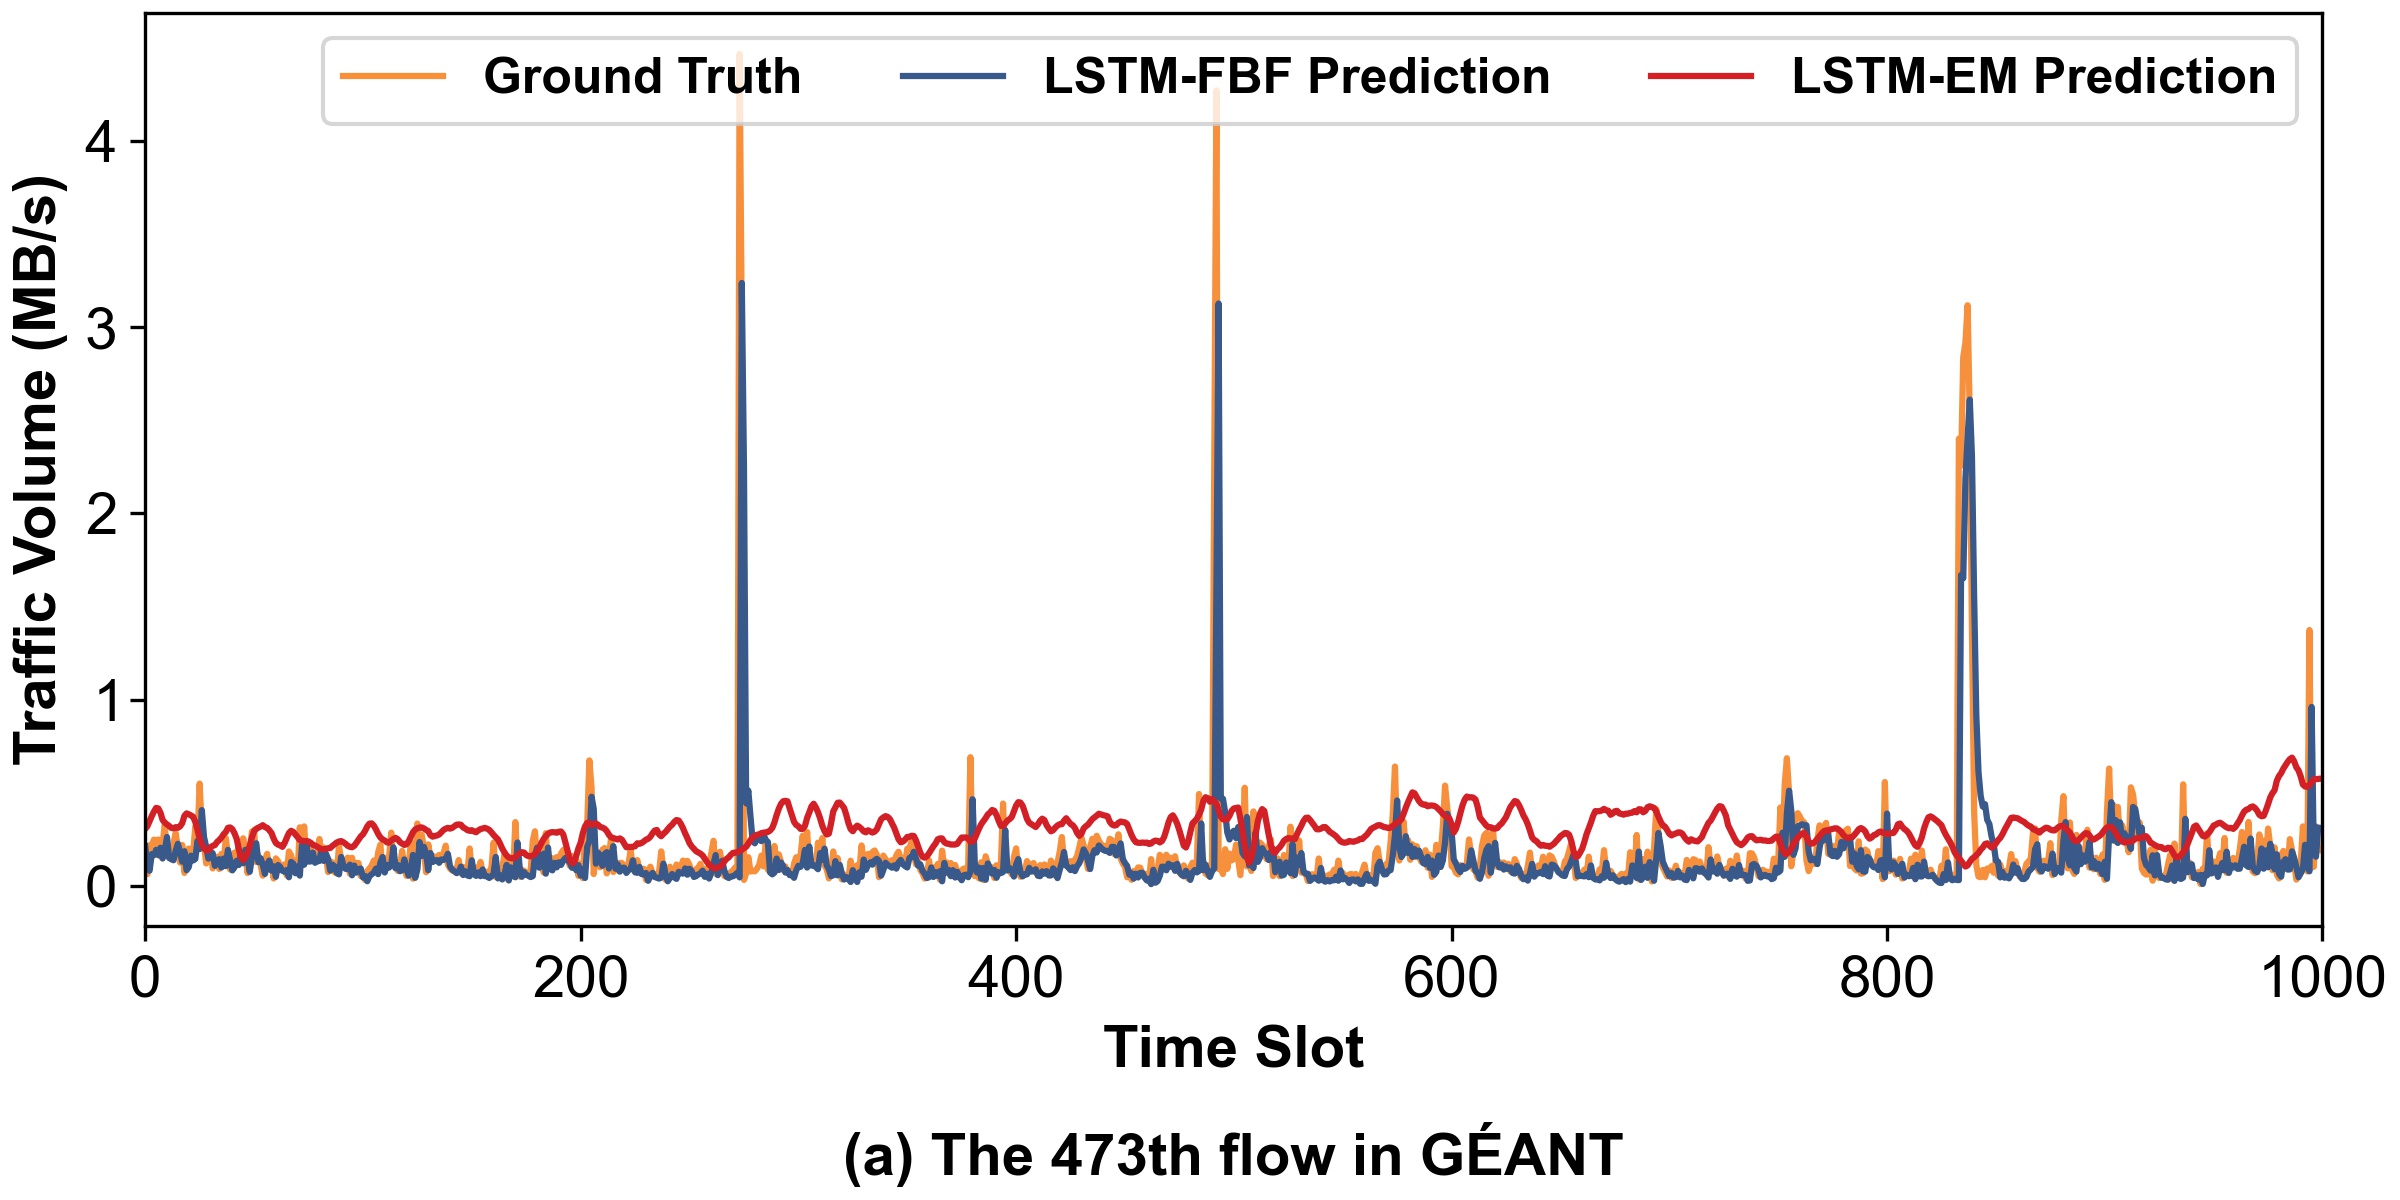 Ground Truth LSTM-FBF Prediction LSTM-EM Prediction
Traffic Volume (MB/s)
4
3
2
1
0
0 200 400 600 800 1000
Time Slot
(a) The 473th flow in GÉANT